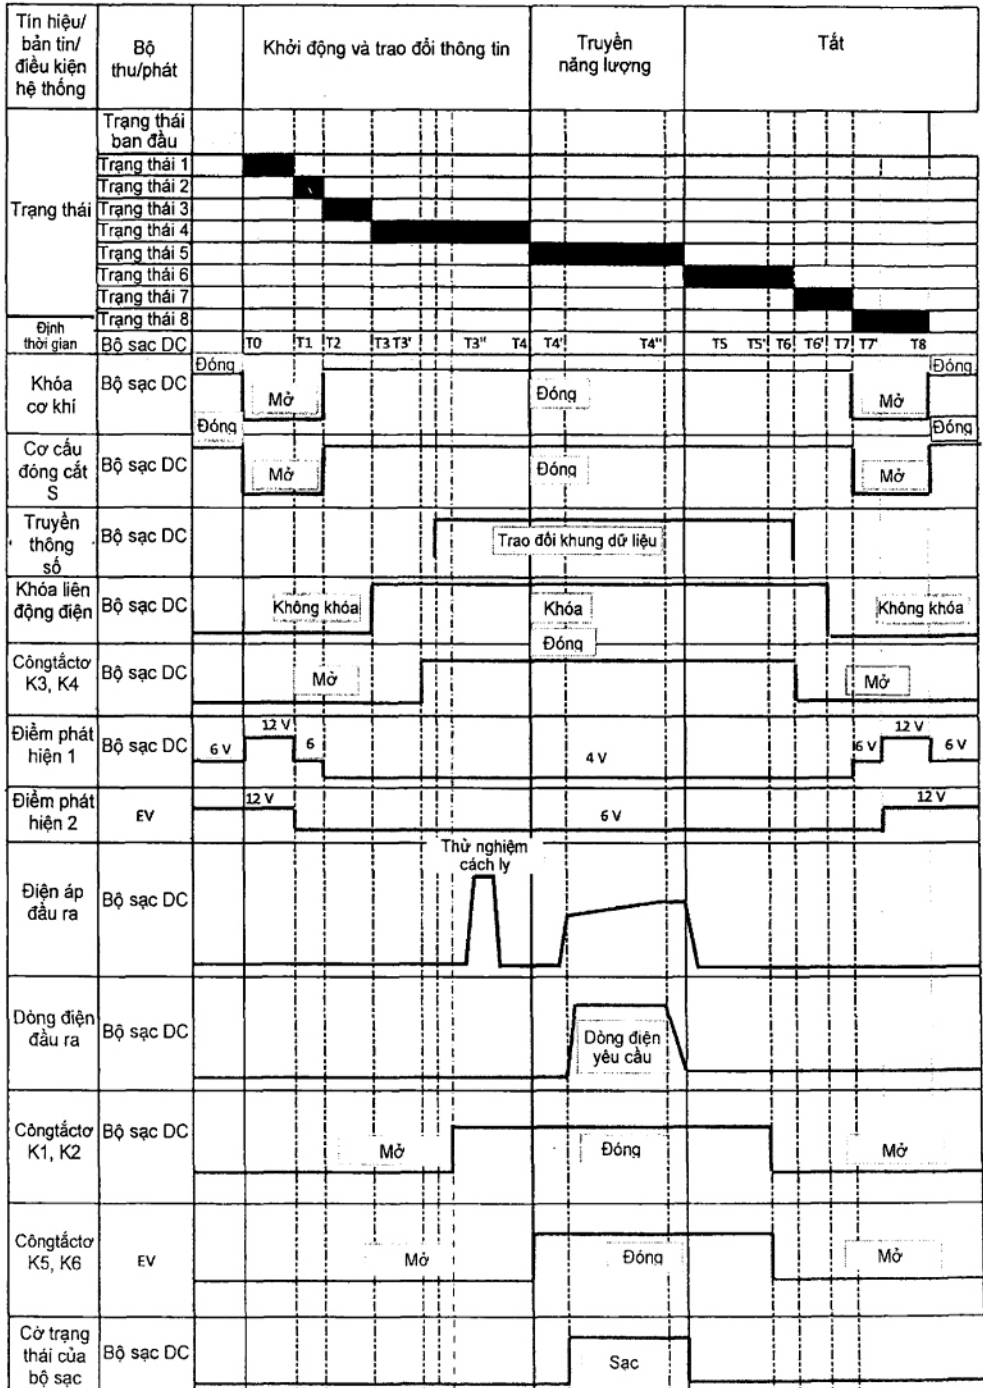 Tín hiệu/
bản tin/
điều kiện
hệ thống
Bộ
thu/phát
Khởi động và trao đổi thông tin
Truyền
năng lượng
Tắt
Trạng thái
Trạng thái
ban đầu
Trạng thái 1
Trạng thái 2
Trạng thái 3
Trạng thái 4
Trạng thái 5
Trạng thái 6
Trạng thái 7
Trạng thái 8
Định
thời gian
Bộ sạc DC
T0 T1 T2 T3 T3' T3" T4 T4' T4" T5 T5' T6 T6' T7 T7' T8
Khóa
cơ khí
Bộ sạc DC
Đóng
Mở
Đóng
Mở
Đóng
Cơ cấu
đóng cắt
S
Bộ sạc DC
Đóng
Mở
Đóng
Mở
Đóng
Truyền
thông
số
Bộ sạc DC
Trao đổi khung dữ liệu
Khóa liên
động điện
Bộ sạc DC
Không khóa
Khóa
Không khóa
Côngtắctơ
K3, K4
Bộ sạc DC
Mở
Đóng
Mở
Điểm phát
hiện 1
Bộ sạc DC
6 V
12 V
6
4 V
6 V
12 V
6 V
Điểm phát
hiện 2
EV
12 V
6 V
12 V
Điện áp
đầu ra
Bộ sạc DC
Thử nghiệm
cách ly
Dòng điện
đầu ra
Bộ sạc DC
Dòng điện
yêu cầu
Côngtắctơ
K1, K2
Bộ sạc DC
Mở
Đóng
Mở
Côngtắctơ
K5, K6
EV
Mở
Đóng
Mở
Cờ trạng
thái của
bộ sạc
Bộ sạc DC
Sạc